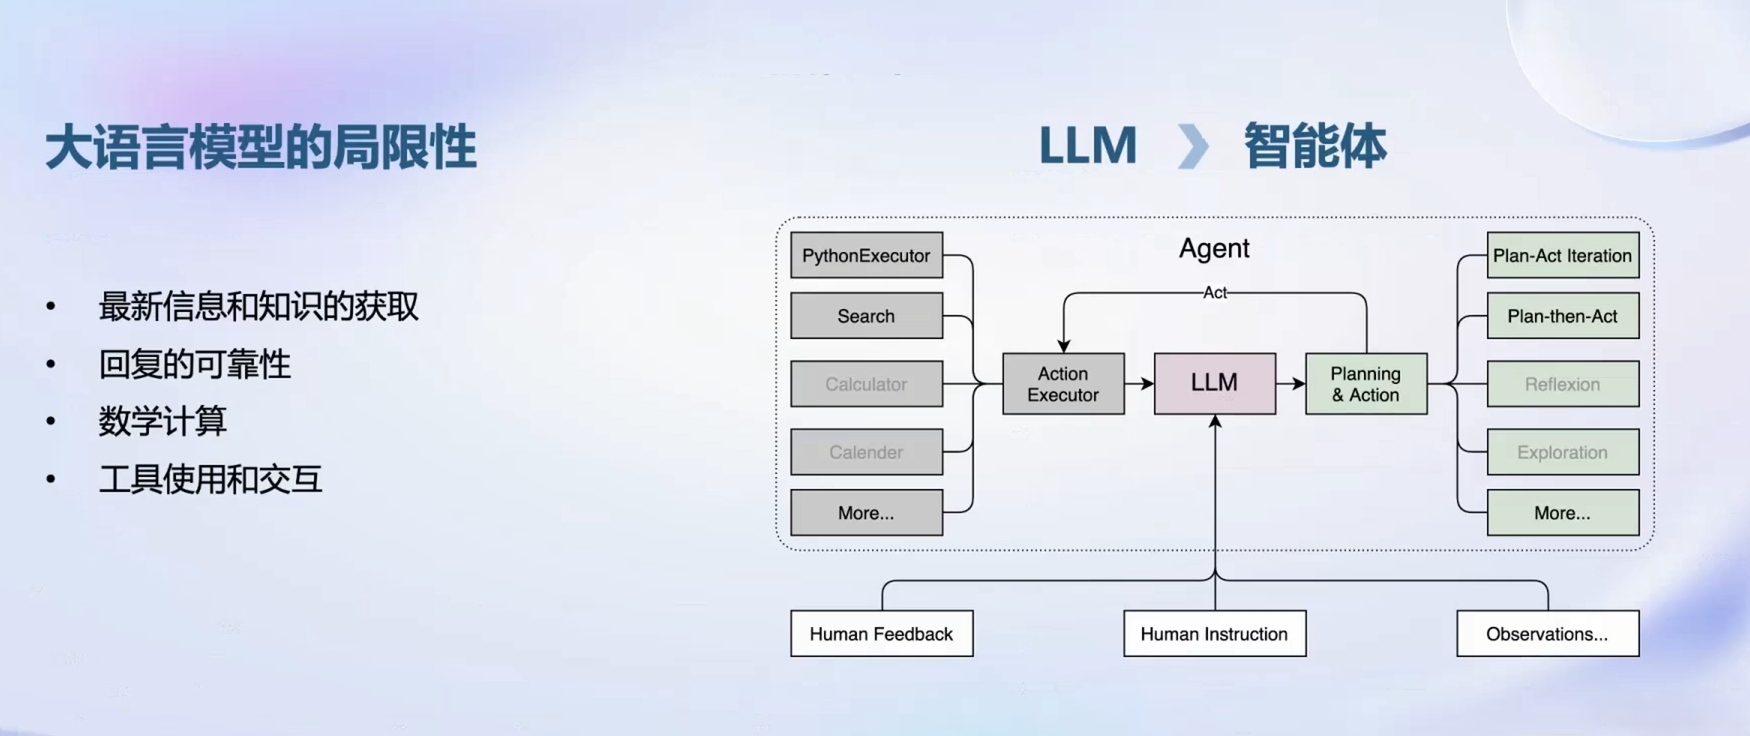 大语言模型的局限性
• 最新信息和知识的获取
• 回复的可靠性
• 数学计算
• 工具使用和交互
LLM 智能体
Agent
PythonExecutor
Search
Calculator
Calender
More...
Act
Action
Executor
LLM
Planning
& Action
Plan-Act Iteration
Plan-then-Act
Reflexion
Exploration
More...
Human Feedback
Human Instruction
Observations...